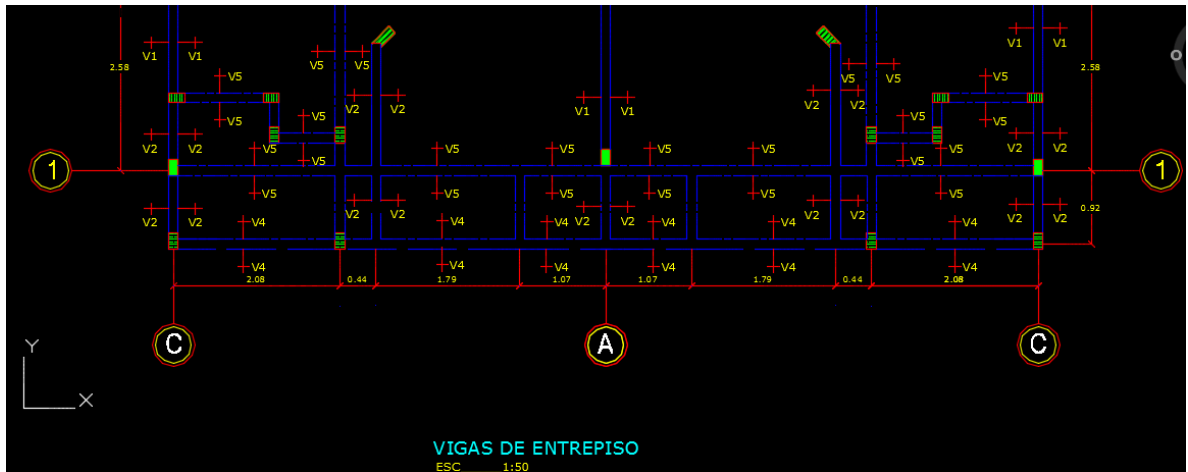 V1 V1 V5 V5 V1 V1 V5 V5 V1 V1
2.58 V5 V5 2.58
V2 V2 V1 V1 V2 V2
V5 V5 V5 V5
V2 V2 V5 V5 V5 V5 V2 V2
1 V5 V5 V5 V5 1
V5 V5 V5 V5 V5 V5
V2 V2 V2 V2 V2 V2 V2 V2 V2 V2 0.92
V4 V4 V4 V4 V4 V4
V4 V4 V4 V4 V4 V4
2.08 0.44 1.79 1.07 1.07 1.79 0.44 2.08
C A C
Y
X
VIGAS DE ENTREPISO
ESC 1:50